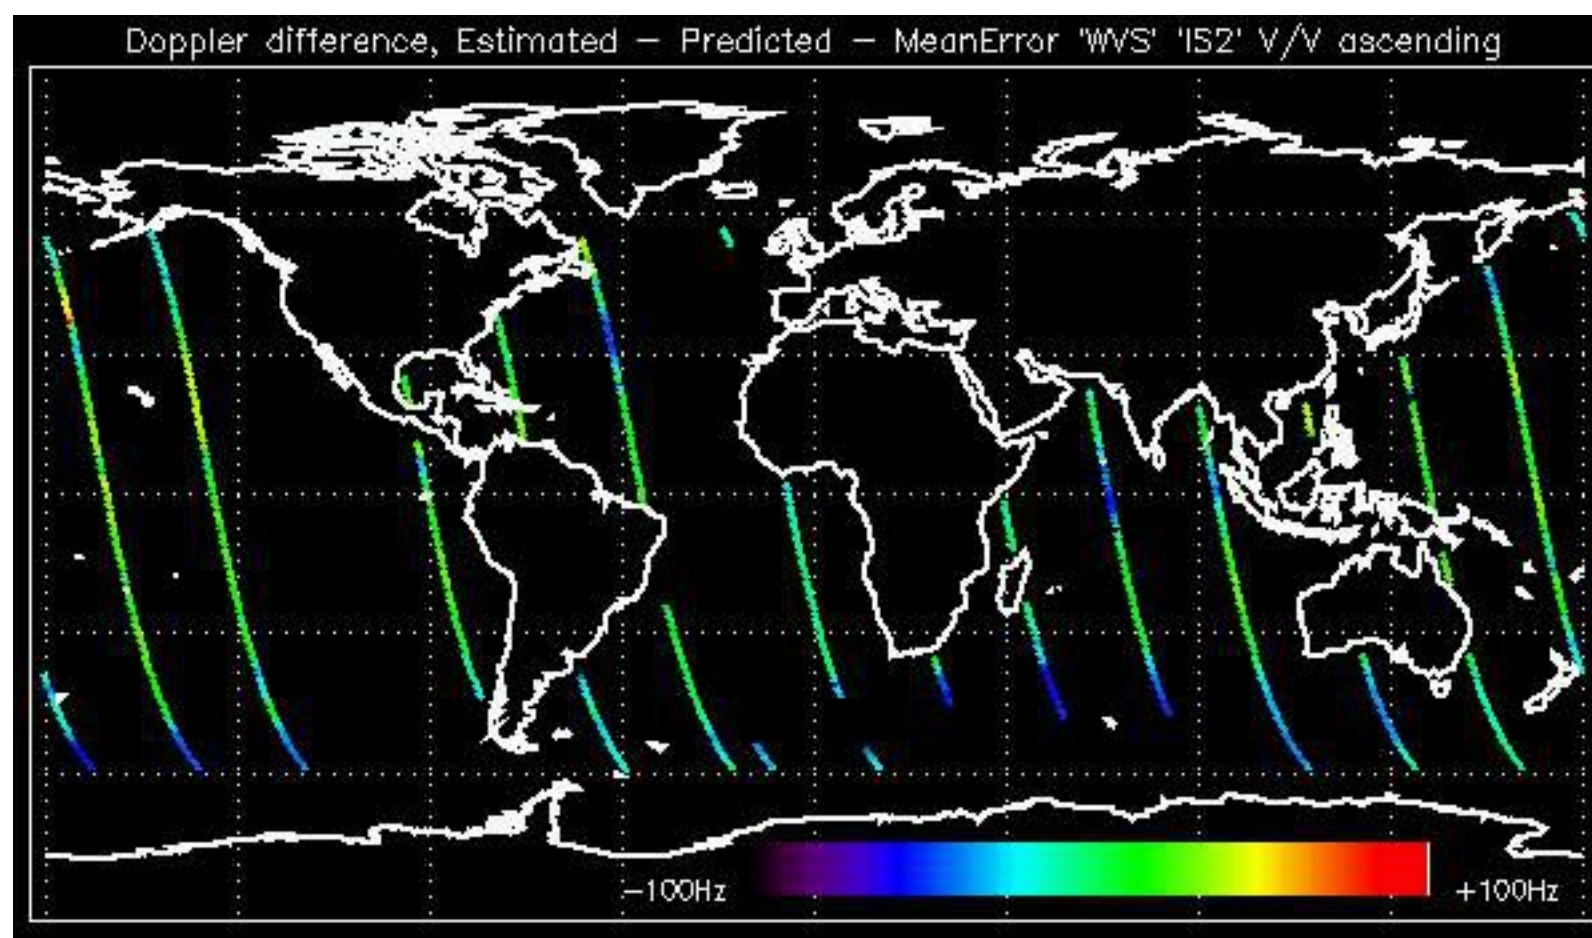 Doppler difference, Estimated – Predicted – MeanError 'WVS' 'IS2' V/V ascending
−100Hz
+100Hz